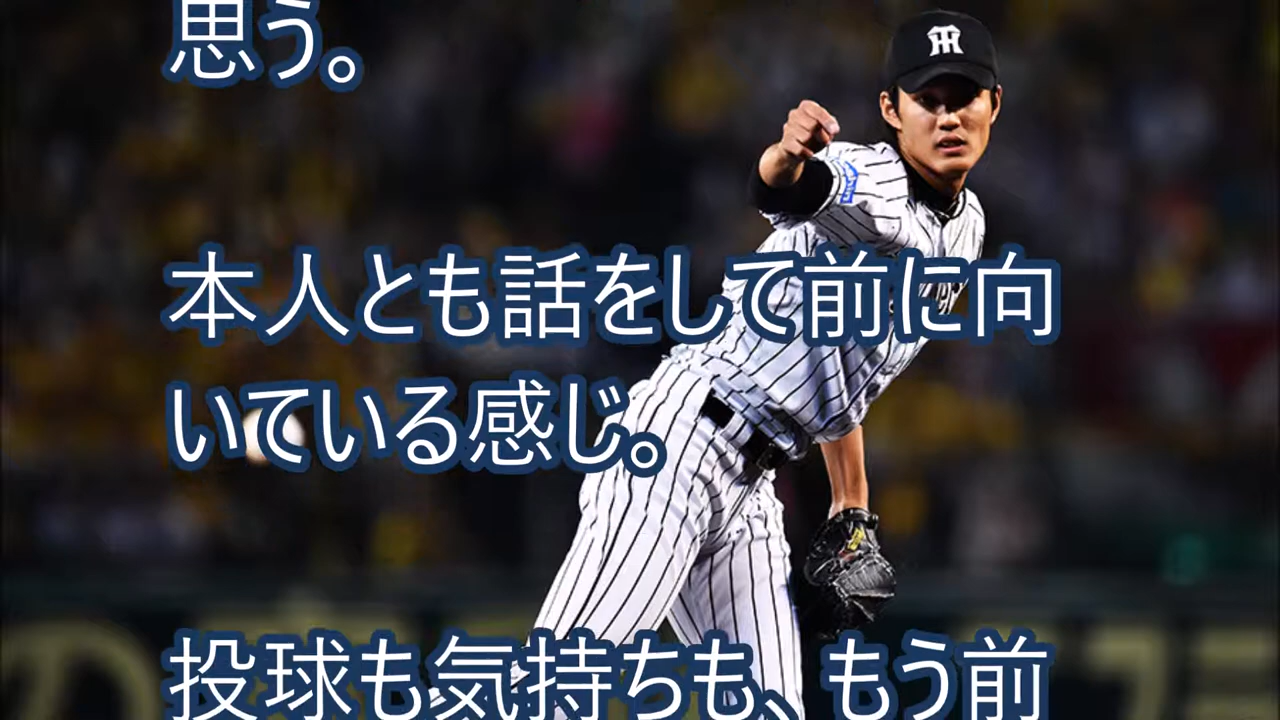 思う。
本人とも話をして前に向
いている感じ。
投球も気持ちも、もう前